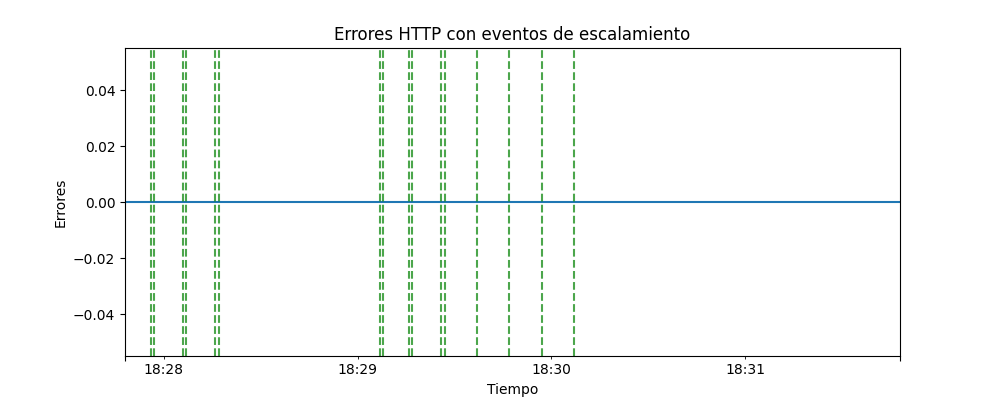 Errores HTTP con eventos de escalamiento
0.04
0.02
0.00
−0.02
−0.04
Errores
18:28 18:29 18:30 18:31
Tiempo